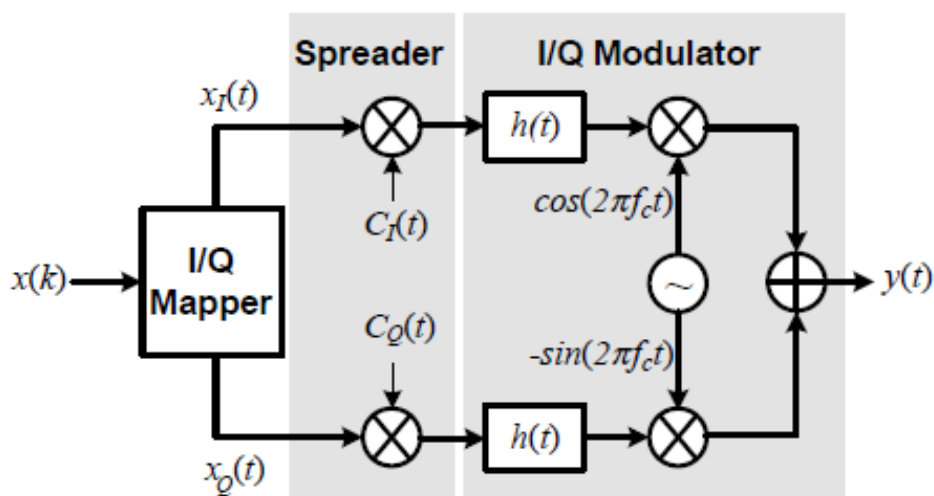 Spreader
I/Q Modulator
x_I(t)
h(t)
cos(2πf_ct)
C_I(t)
x(k)
I/Q
Mapper
~
y(t)
C_Q(t)
-sin(2πf_ct)
h(t)
x_Q(t)